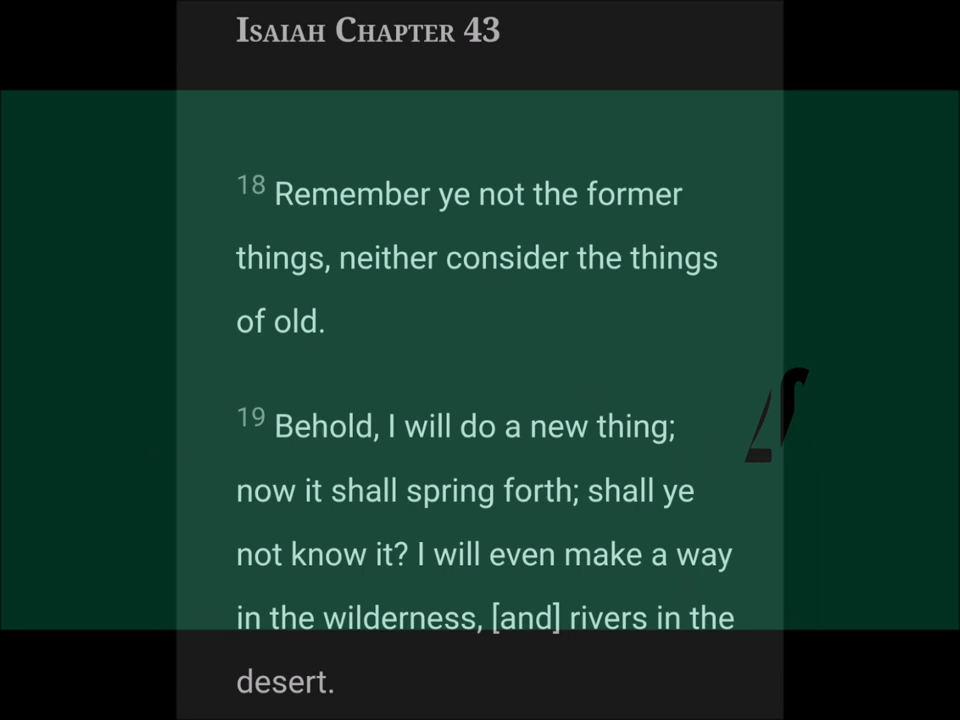 Isaiah Chapter 43
18 Remember ye not the former
things, neither consider the things
of old.
19 Behold, I will do a new thing;
now it shall spring forth; shall ye
not know it? I will even make a way
in the wilderness, [and] rivers in the
desert.